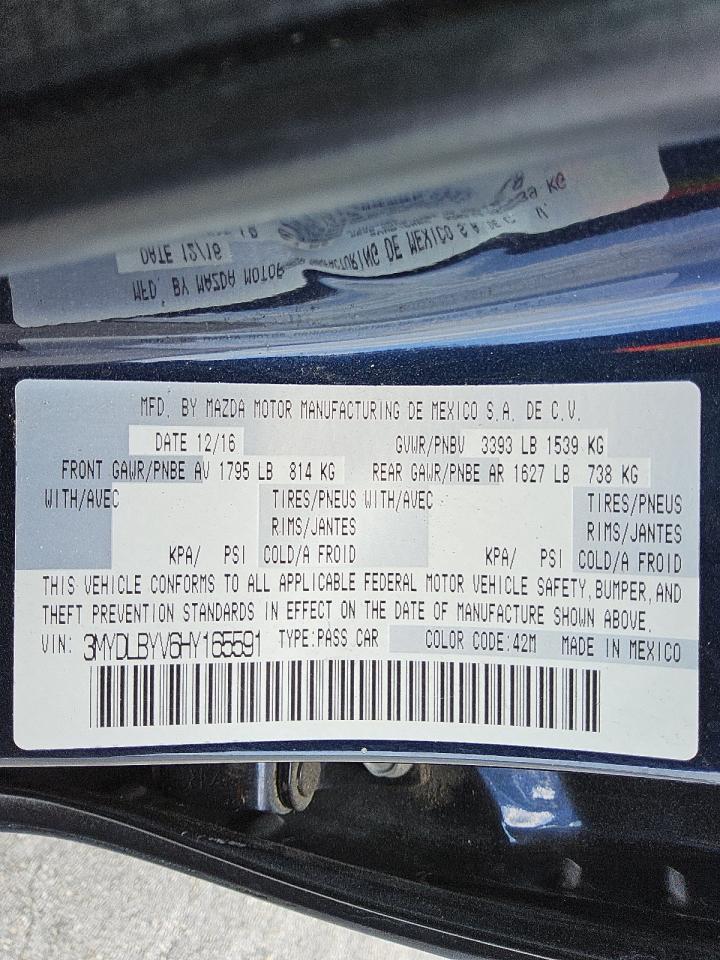 MFD. BY MAZDA MOTOR MANUFACTURING DE MEXICO S.A. DE C.V.
DATE 12/16 GVWR/PNBV 3393 LB 1539 KG
FRONT GAWR/PNBE AV 1795 LB 814 KG REAR GAWR/PNBE AR 1627 LB 738 KG
WITH/AVEC TIRES/PNEUS WITH/AVEC TIRES/PNEUS
RIMS/JANTES RIMS/JANTES
KPA/ PSI COLD/A FROID KPA/ PSI COLD/A FROID
THIS VEHICLE CONFORMS TO ALL APPLICABLE FEDERAL MOTOR VEHICLE SAFETY, BUMPER, AND
THEFT PREVENTION STANDARDS IN EFFECT ON THE DATE OF MANUFACTURE SHOWN ABOVE.
VIN: 3MYDLBYV6HY165591 TYPE:PASS CAR COLOR CODE:42M MADE IN MEXICO